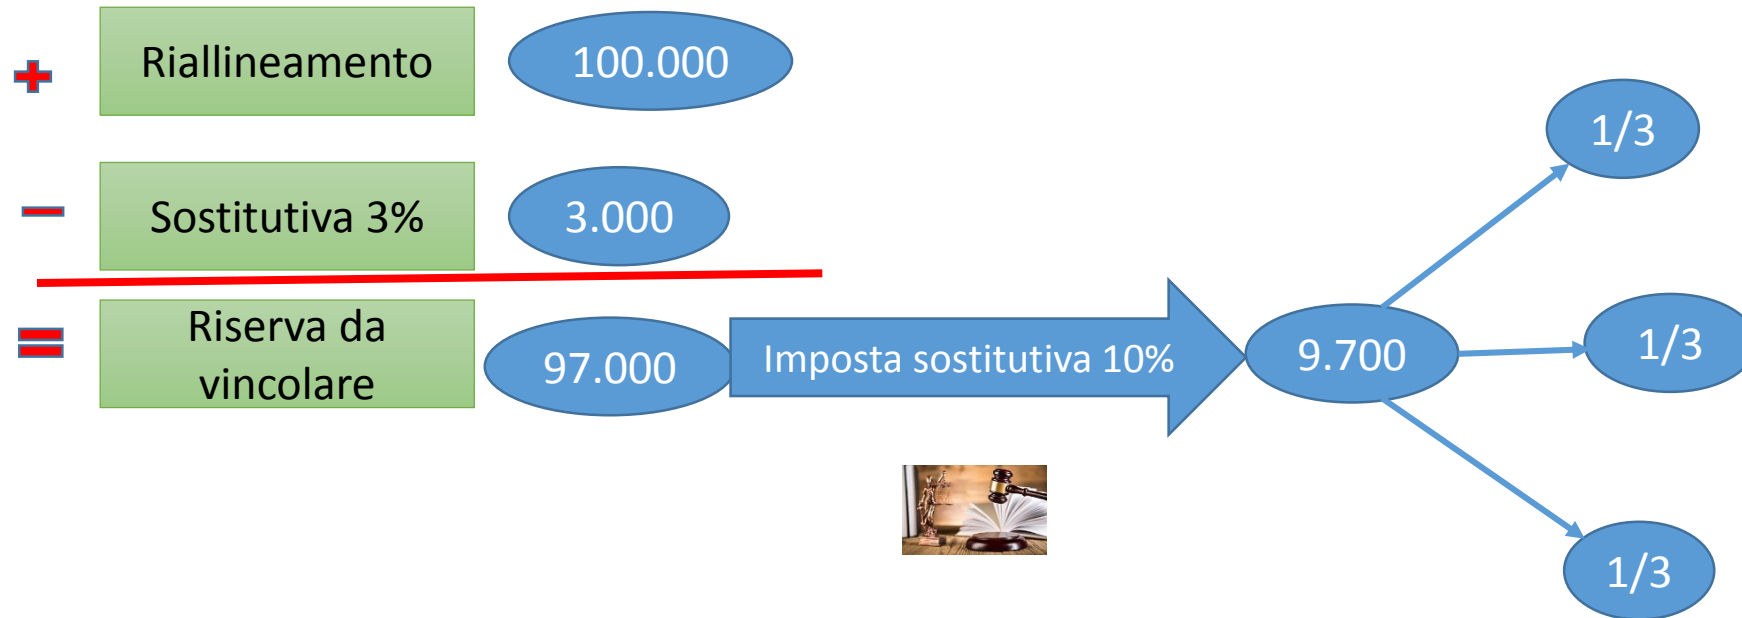 Riallineamento
100.000
1/3
Sostitutiva 3%
3.000
Riserva da
vincolare
97.000
Imposta sostitutiva 10%
9.700
1/3
1/3